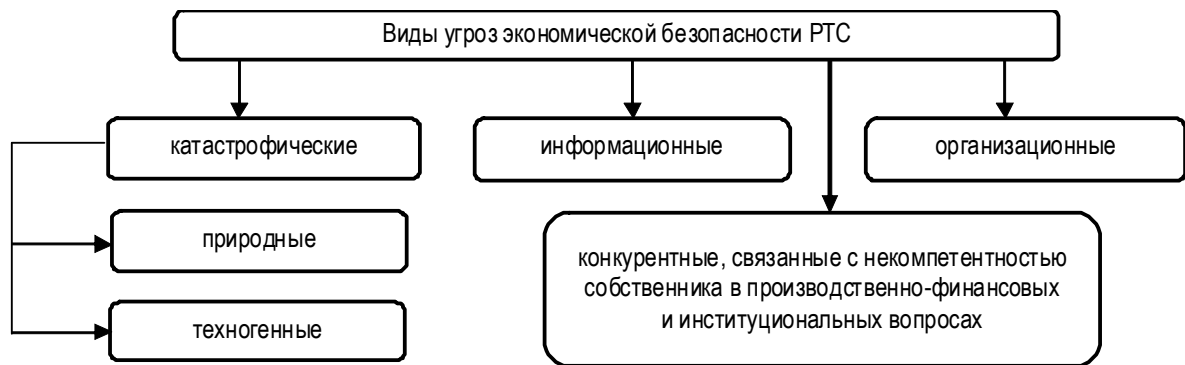 Виды угроз экономической безопасности РТС
катастрофические
информационные
организационные
природные
техногенные
конкурентные, связанные с некомпетентностью
собственника в производственно-финансовых
и институциональных вопросах